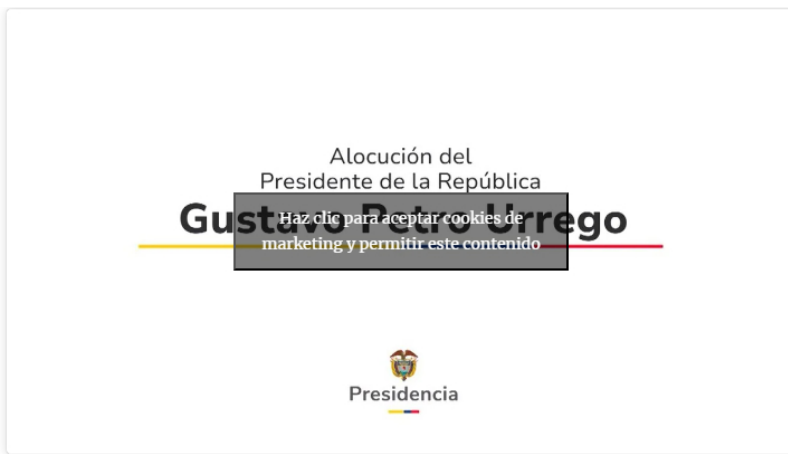 Alocución del
Presidente de la República
Gustavo Petro Urrego
Haz clic para aceptar cookies de
marketing y permitir este contenido
Presidencia